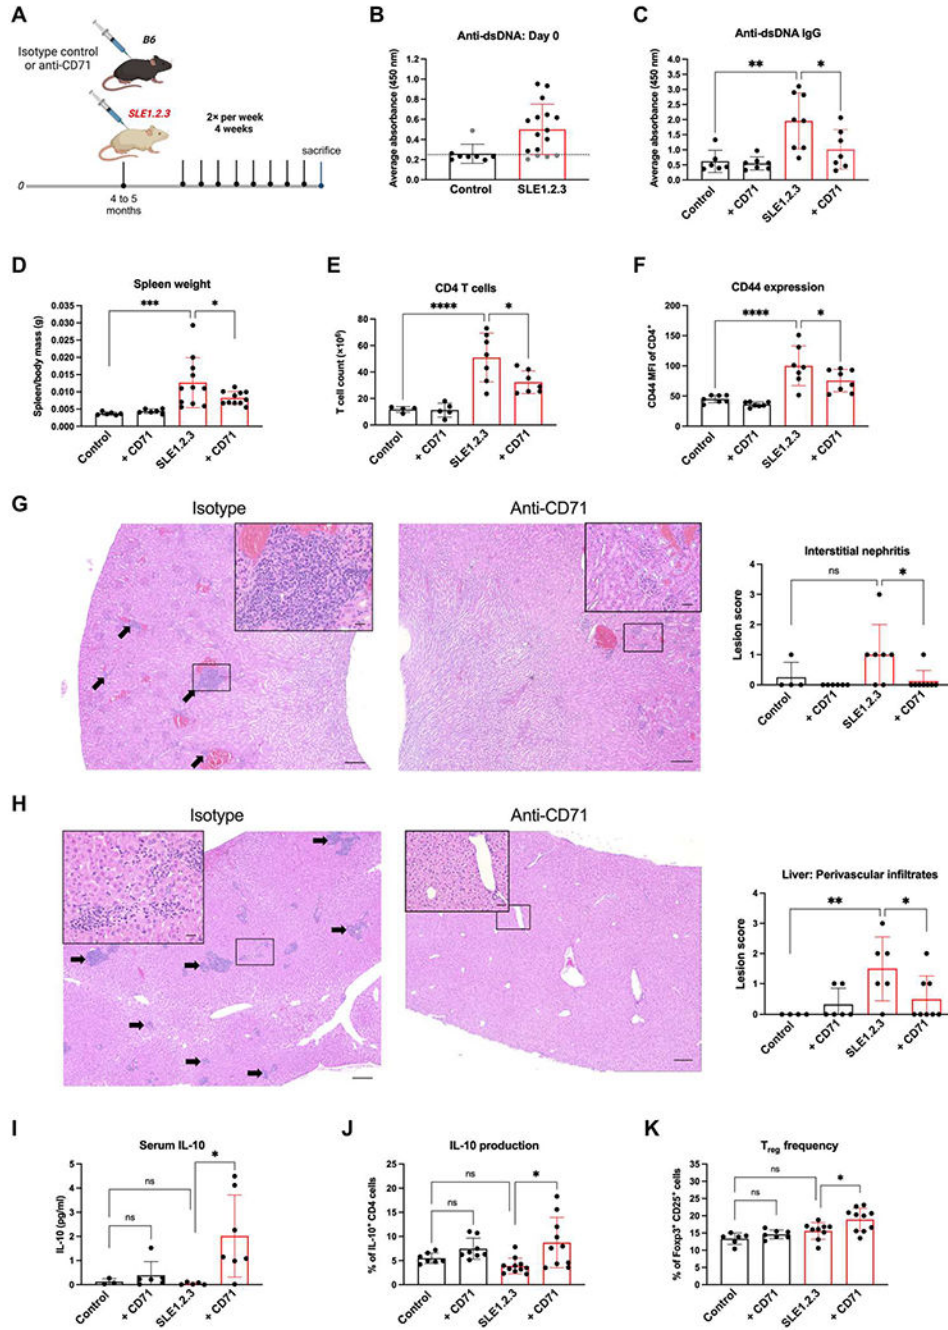 A
Isotype control
or anti-CD71
B6
SLE1.2.3
2× per week
4 weeks
sacrifice
0
4 to 5
months
B
Anti-dsDNA: Day 0
Average absorbance (450 nm)
1.2
1.0
0.8
0.6
0.4
0.2
0.0
Control
SLE1.2.3
C
Anti-dsDNA IgG
Average absorbance (450 nm)
4.0
3.5
3.0
2.5
2.0
1.5
1.0
0.5
0.0
**
*
Control
+ CD71
SLE1.2.3
+ CD71
D
Spleen weight
Spleen/body mass (g)
0.035
0.030
0.025
0.020
0.015
0.010
0.005
0.000
***
*
Control
+ CD71
SLE1.2.3
+ CD71
E
CD4 T cells
T cell count (×10⁶)
80
60
40
20
0
****
*
Control
+ CD71
SLE1.2.3
+ CD71
F
CD44 expression
CD44 MFI of CD4⁺
200
150
100
50
0
****
*
Control
+ CD71
SLE1.2.3
+ CD71
G
Isotype
Anti-CD71
Interstitial nephritis
Lesion score
4
3
2
1
0
ns
*
Control
+ CD71
SLE1.2.3
+ CD71
H
Isotype
Anti-CD71
Liver: Perivascular infiltrates
Lesion score
4
3
2
1
0
**
*
Control
+ CD71
SLE1.2.3
+ CD71
I
Serum IL-10
IL-10 (pg/ml)
5
4
3
2
1
0
ns
ns
*
Control
+ CD71
SLE1.2.3
+ CD71
J
IL-10 production
% of IL-10⁺ CD4 cells
25
20
15
10
5
0
ns
ns
*
Control
+ CD71
SLE1.2.3
+ CD71
K
Treg frequency
% of Foxp3⁺ CD25⁺ cells
35
30
25
20
15
10
5
0
ns
ns
*
Control
+ CD71
SLE1.2.3
+ CD71